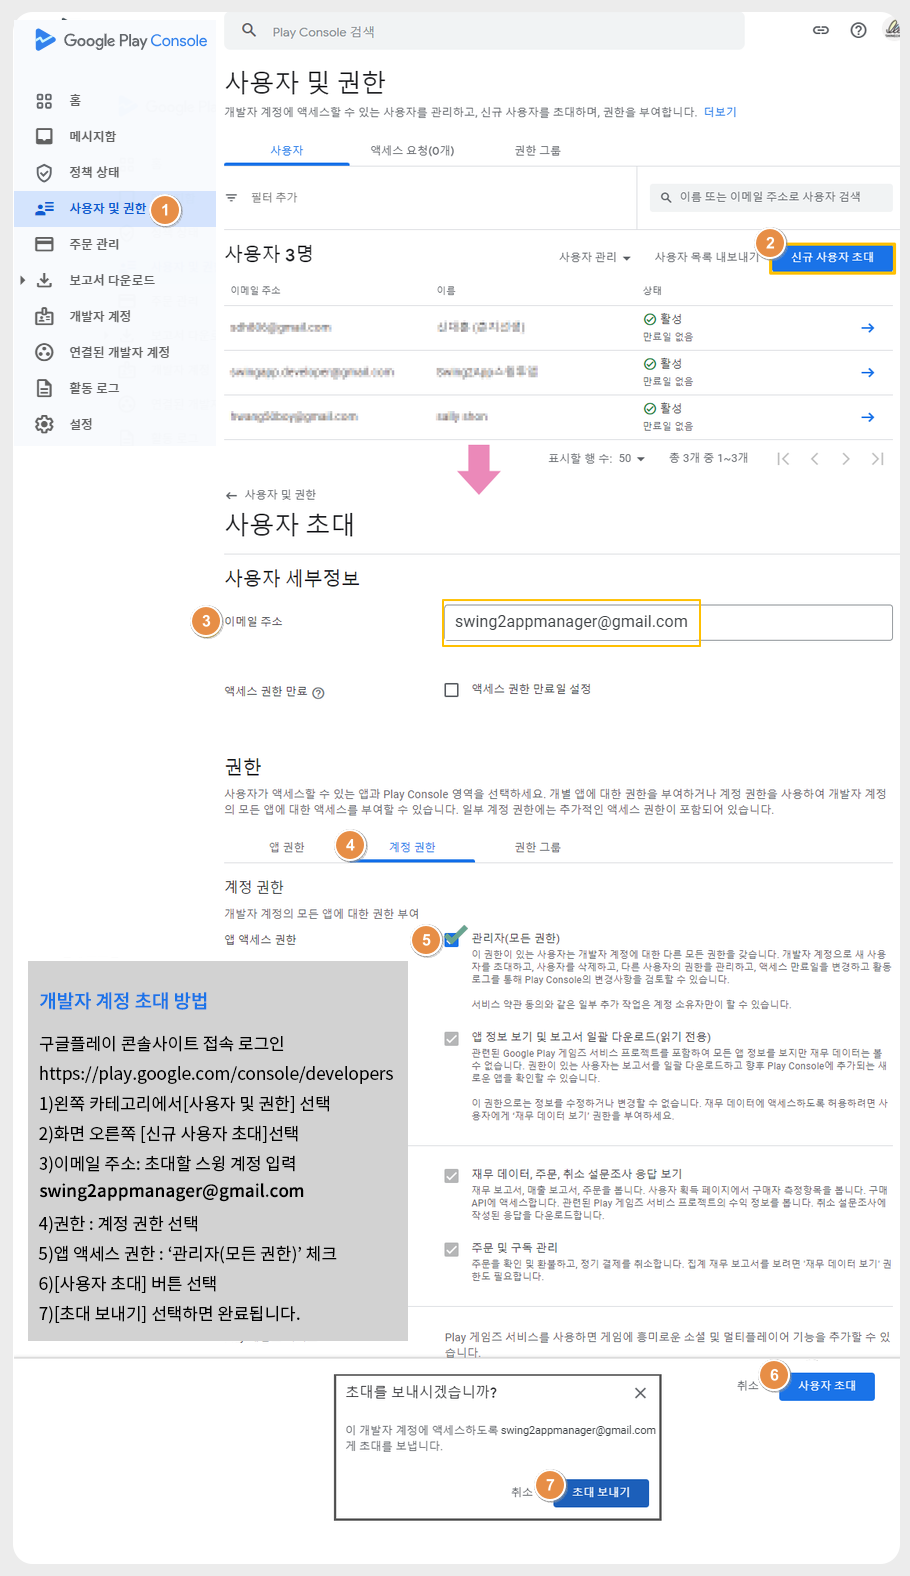 Google Play Console
Play Console 검색
홈
메시지함
정책 상태
사용자 및 권한
1
주문 관리
보고서 다운로드
개발자 계정
연결된 개발자 계정
활동 로그
설정
사용자 및 권한
개발자 계정에 액세스할 수 있는 사용자를 관리하고, 신규 사용자를 초대하며, 권한을 부여합니다. 더보기
사용자 액세스 요청(0개) 권한 그룹
필터 추가 이름 또는 이메일 주소로 사용자 검색
사용자 3명 사용자 관리 사용자 목록 내보내기 2 신규 사용자 초대
이메일 주소 이름 상태
활성
만료일 없음
활성
만료일 없음
활성
만료일 없음
표시할 행 수: 50 총 3개 중 1~3개
사용자 및 권한
사용자 초대
사용자 세부정보
3 이메일 주소 swing2appmanager@gmail.com
액세스 권한 만료 액세스 권한 만료일 설정
권한
사용자가 액세스할 수 있는 앱과 Play Console 영역을 선택하세요. 개별 앱에 대한 권한을 부여하거나 계정 권한을 사용하여 개발자 계정
의 모든 앱에 대한 액세스를 부여할 수 있습니다. 일부 계정 권한에는 추가적인 액세스 권한이 포함되어 있습니다.
앱 권한 4 계정 권한 권한 그룹
계정 권한
개발자 계정의 모든 앱에 대한 권한 부여
앱 액세스 권한 5 관리자(모든 권한)
이 권한이 있는 사용자는 개발자 계정에 대한 다른 모든 권한을 갖습니다. 개발자 계정으로 새 사용
자를 초대하고, 사용자를 삭제하고, 다른 사용자의 권한을 관리하고, 액세스 만료일을 변경하고 활동
로그를 통해 Play Console의 변경사항을 검토할 수 있습니다.
서비스 약관 동의와 같은 일부 추가 작업은 계정 소유자만이 할 수 있습니다.
앱 정보 보기 및 보고서 일괄 다운로드(읽기 전용)
관련된 Google Play 게임즈 서비스 프로젝트를 포함하여 모든 앱 정보를 보지만 재무 데이터는 볼
수 없습니다. 권한이 있는 사용자는 보고서를 일괄 다운로드하고 향후 Play Console에 추가되는 새
로운 앱을 확인할 수 있습니다.
이 권한으로는 정보를 수정하거나 변경할 수 없습니다. 재무 데이터에 액세스하도록 허용하려면 사
용자에게 '재무 데이터 보기' 권한을 부여하세요.
재무 데이터, 주문, 취소 설문조사 응답 보기
재무 보고서, 매출 보고서, 주문을 봅니다. 사용자 획득 페이지에서 구매자 측정항목을 봅니다. 구매
API에 액세스합니다. 관련된 Play 게임즈 서비스 프로젝트의 수익 정보를 봅니다. 취소 설문조사에
작성된 응답을 다운로드합니다.
주문 및 구독 관리
주문을 확인 및 환불하고, 정기 결제를 취소합니다. 집계 재무 보고서를 보려면 '재무 데이터 보기' 권
한도 필요합니다.
Play 게임즈 서비스를 사용하면 게임에 흥미로운 소셜 및 멀티플레이어 기능을 추가할 수 있
습니다.
개발자 계정 초대 방법
구글플레이 콘솔사이트 접속 로그인
https://play.google.com/console/developers
1)왼쪽 카테고리에서[사용자 및 권한] 선택
2)화면 오른쪽 [신규 사용자 초대]선택
3)이메일 주소: 초대할 스윙 계정 입력
swing2appmanager@gmail.com
4)권한 : 계정 권한 선택
5)앱 액세스 권한 : ‘관리자(모든 권한)’ 체크
6)[사용자 초대] 버튼 선택
7)[초대 보내기] 선택하면 완료됩니다.
취소 6 사용자 초대
초대를 보내시겠습니까?
이 개발자 계정에 액세스하도록 swing2appmanager@gmail.com
게 초대를 보냅니다.
취소 7 초대 보내기